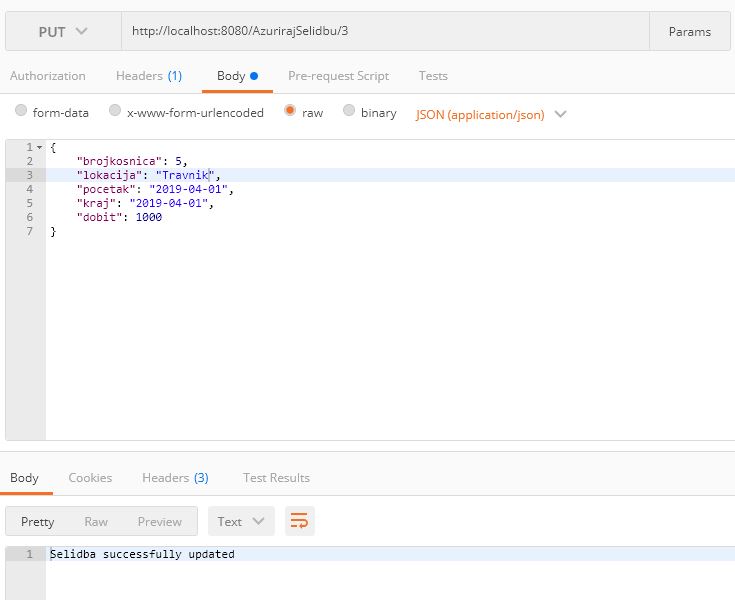 PUT http://localhost:8080/AzurirajSelidbu/3 Params
Authorization Headers (1) Body Pre-request Script Tests
form-data x-www-form-urlencoded raw binary JSON (application/json)
1 {
2 "brojkosnica": 5,
3 "lokacija": "Travnik",
4 "pocetak": "2019-04-01",
5 "kraj": "2019-04-01",
6 "dobit": 1000
7 }
Body Cookies Headers (3) Test Results
Pretty Raw Preview Text
1 Selidba successfully updated